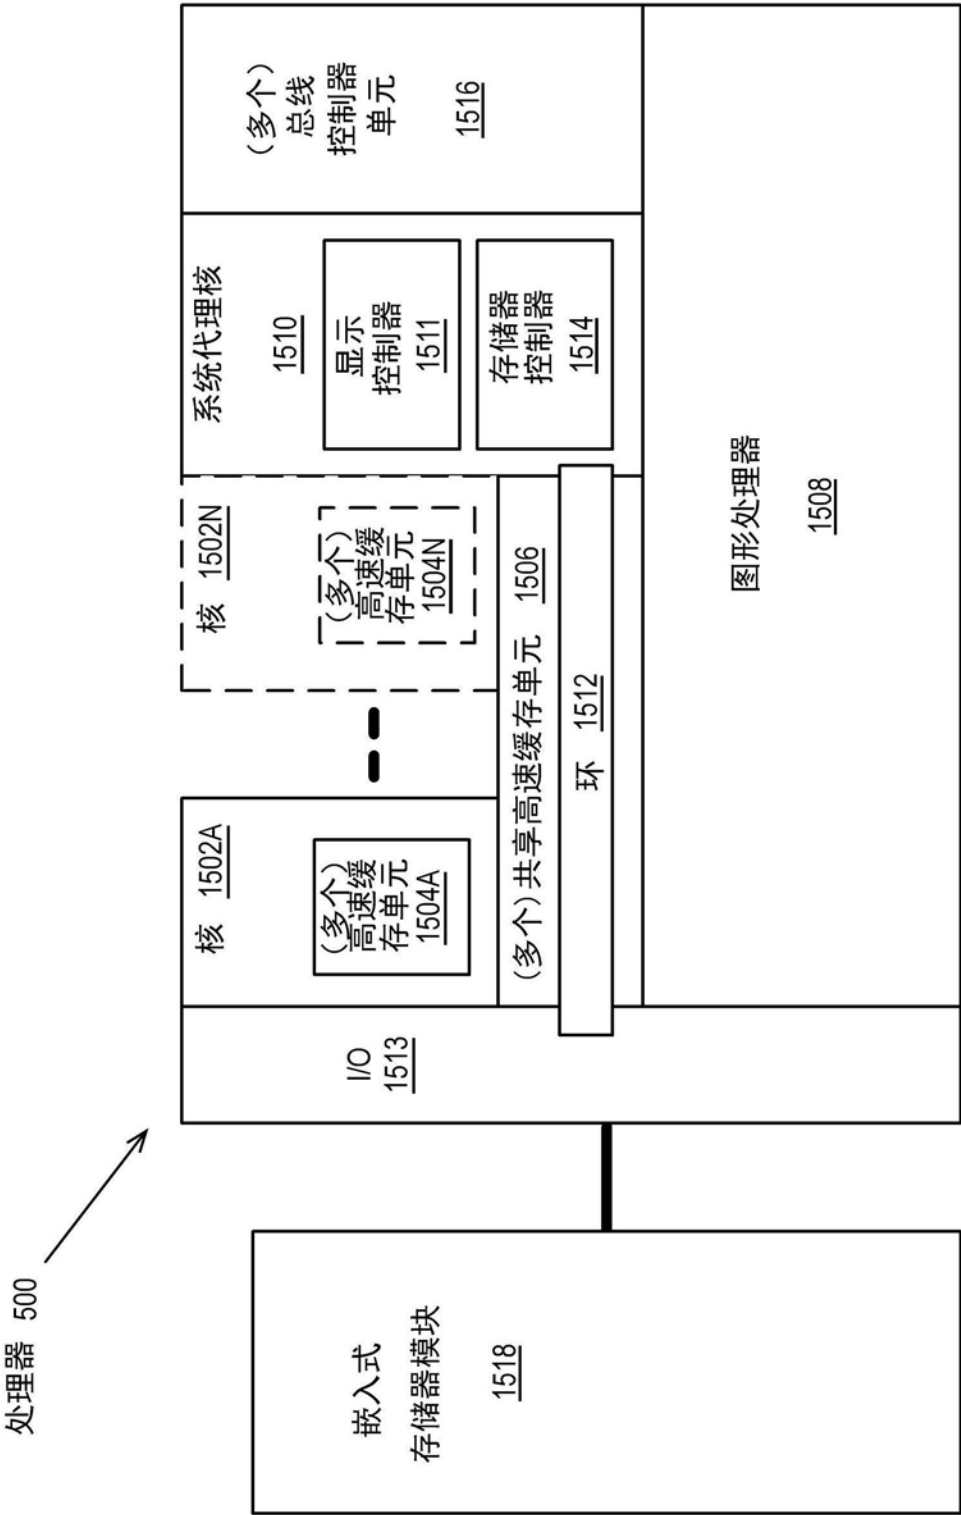 处理器 500
嵌入式
存储器模块
1518
I/O
1513
核 1502A
(多个)
高速缓
存单元
1504A
核 1502N
(多个)
高速缓
存单元
1504N
(多个)共享高速缓存单元 1506
环 1512
系统代理核
1510
显示
控制器
1511
存储器
控制器
1514
(多个)
总线
控制器
单元
1516
图形处理器
1508